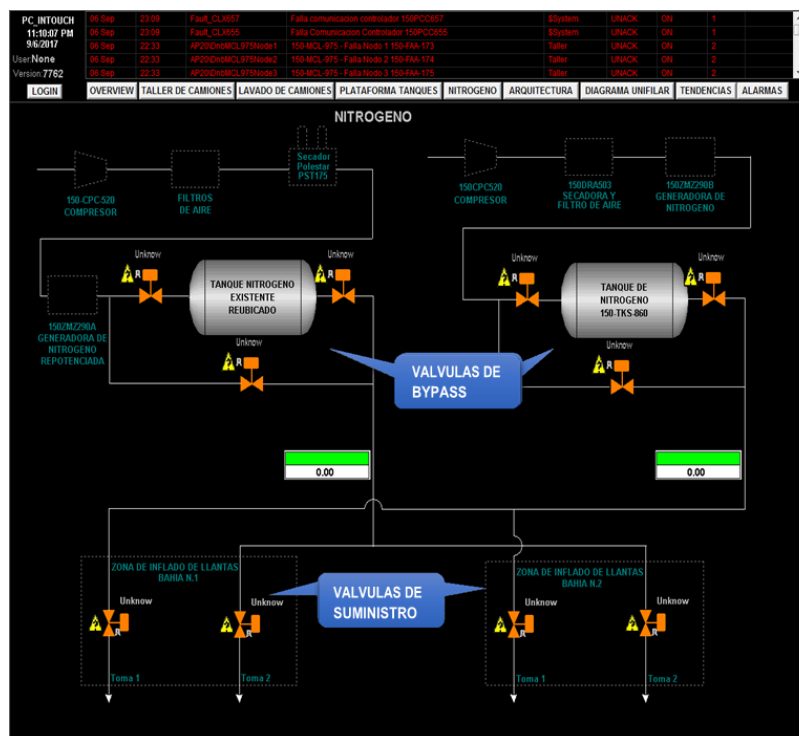 PC_INTOUCH
11:10:07 PM
9/6/2017
User:None
Version:7762
06 Sep 23:09 Fault_CLX657 Falla comunicacion controlador 150PCC657 $System UNACK ON 1
06 Sep 23:09 Fault_CLX655 Falla Comunicacion Controlador 150PCC655 $System UNACK ON 1
06 Sep 22:33 AP20\DnbMCL975Node1 150-MCL-975 - Falla Nodo 1 150-FAA-173 Taller UNACK ON 2
06 Sep 22:33 AP20\DnbMCL975Node2 150-MCL-975 - Falla Nodo 2 150-FAA-174 Taller UNACK ON 2
06 Sep 22:33 AP20\DnbMCL975Node3 150-MCL-975 - Falla Nodo 3 150-FAA-175 Taller UNACK ON 2
LOGIN OVERVIEW TALLER DE CAMIONES LAVADO DE CAMIONES PLATAFORMA TANQUES NITROGENO ARQUITECTURA DIAGRAMA UNIFILAR TENDENCIAS ALARMAS
NITROGENO
150-CPC-520
COMPRESOR
FILTROS
DE AIRE
Secador
Polestar
PST175
150CPC520
COMPRESOR
150DRA503
SECADORA Y
FILTRO DE AIRE
150ZMZ290B
GENERADORA DE
NITROGENO
Unknow
R
TANQUE NITROGENO
EXISTENTE
REUBICADO
Unknow
R
Unknow
R
TANQUE DE
NITROGENO
150-TKS-860
Unknow
R
150ZMZ290A
GENERADORA DE
NITROGENO
REPOTENCIADA
Unknow
R
VALVULAS DE
BYPASS
Unknow
R
0.00
0.00
ZONA DE INFLADO DE LLANTAS
BAHIA N.1
Unknow
R
Unknow
R
Toma 1
Toma 2
VALVULAS DE
SUMINISTRO
ZONA DE INFLADO DE LLANTAS
BAHIA N.2
Unknow
R
Unknow
R
Toma 1
Toma 2